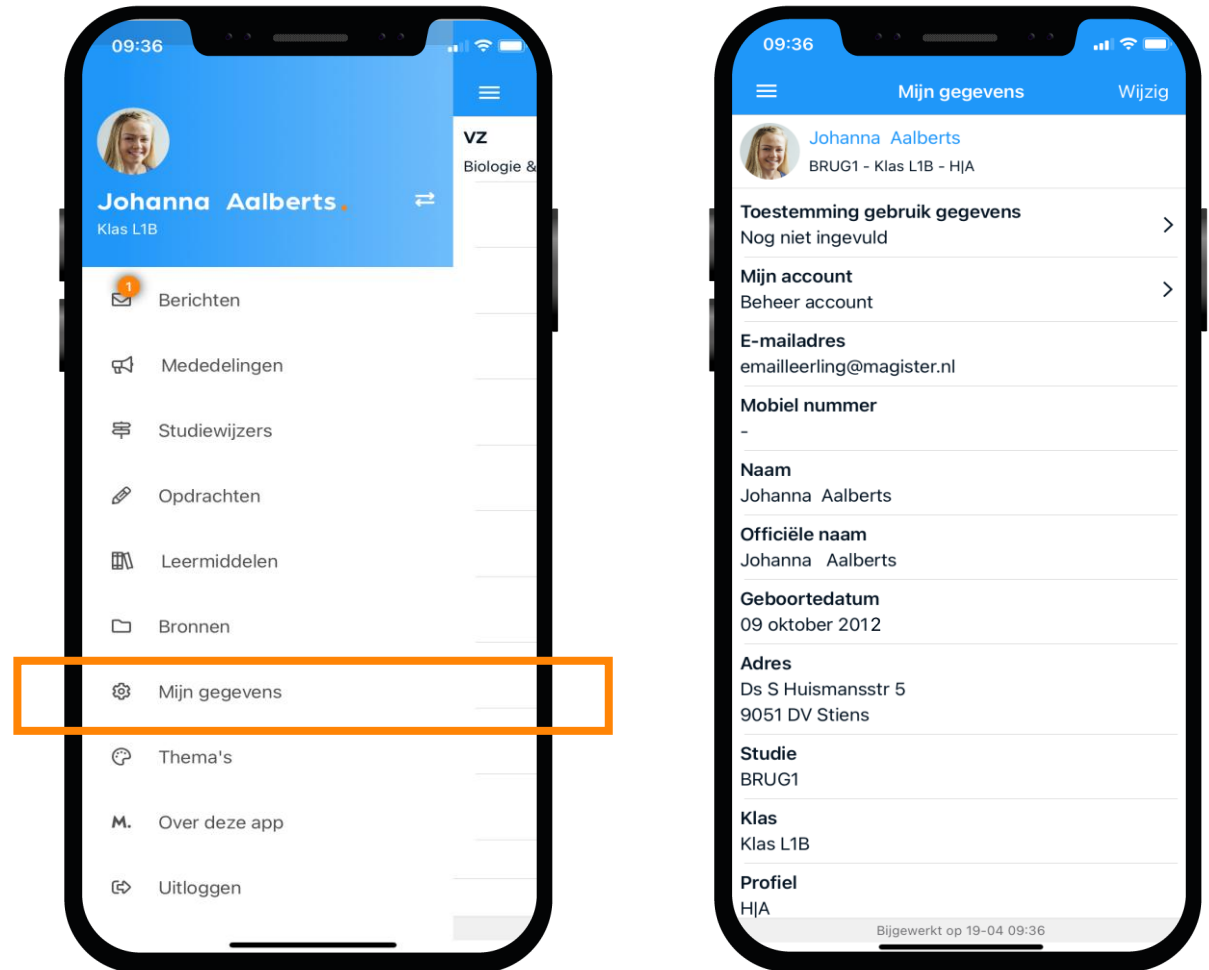 09:36
VZ
Biologie &
Johanna Aalberts.
Klas L1B
1
Berichten
Mededelingen
Studiewijzers
Opdrachten
Leermiddelen
Bronnen
Mijn gegevens
Thema's
M. Over deze app
Uitloggen
09:36
Mijn gegevens Wijzig
Johanna Aalberts
BRUG1 - Klas L1B - H|A
Toestemming gebruik gegevens
Nog niet ingevuld
Mijn account
Beheer account
E-mailadres
emailleerling@magister.nl
Mobiel nummer
-
Naam
Johanna Aalberts
Officiële naam
Johanna Aalberts
Geboortedatum
09 oktober 2012
Adres
Ds S Huismansstr 5
9051 DV Stiens
Studie
BRUG1
Klas
Klas L1B
Profiel
H|A
Bijgewerkt op 19-04 09:36